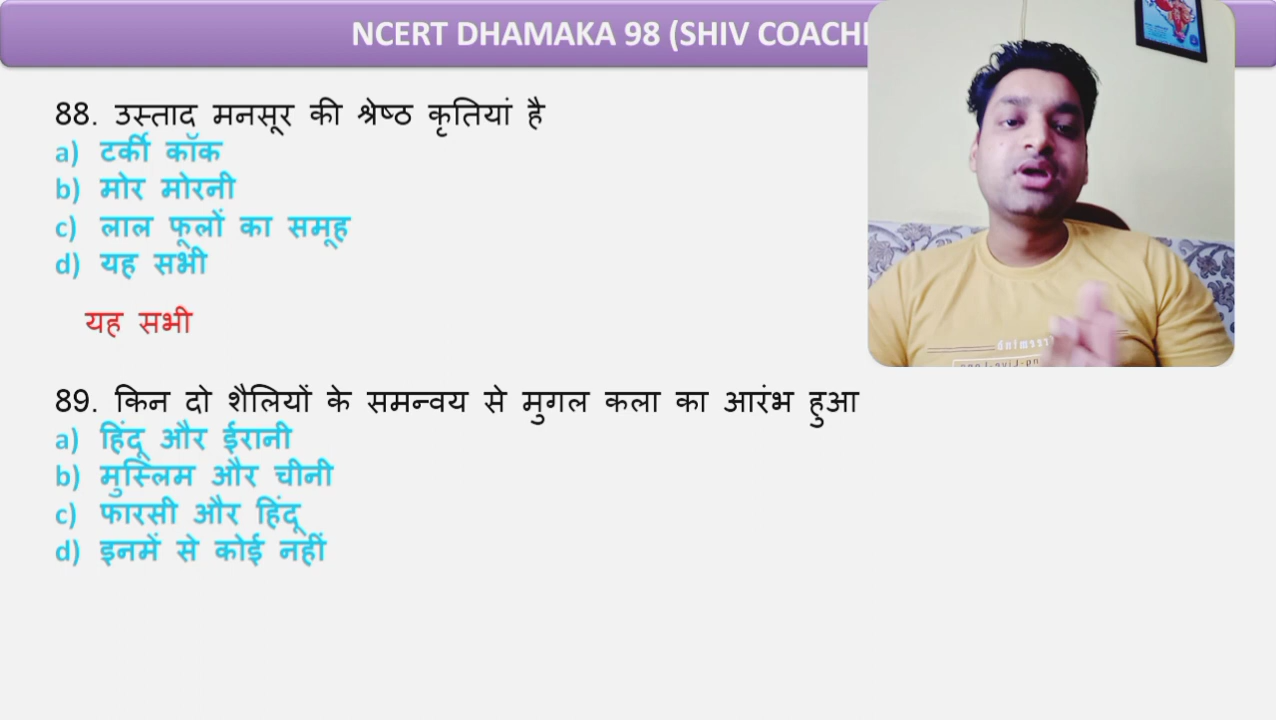 NCERT DHAMAKA 98 (SHIV
88. उस्ताद मनसूर की श्रेष्ठ कृतियां है
a) टर्की कॉक
b) मोर मोरनी
c) लाल फूलों का समूह
d) यह सभी
यह सभी
89. किन दो शैलियों के समन्वय से मुगल कला का आरंभ हुआ
a) हिंदू और ईरानी
b) मुस्लिम और चीनी
c) फारसी और हिंदू
d) इनमें से कोई नहीं